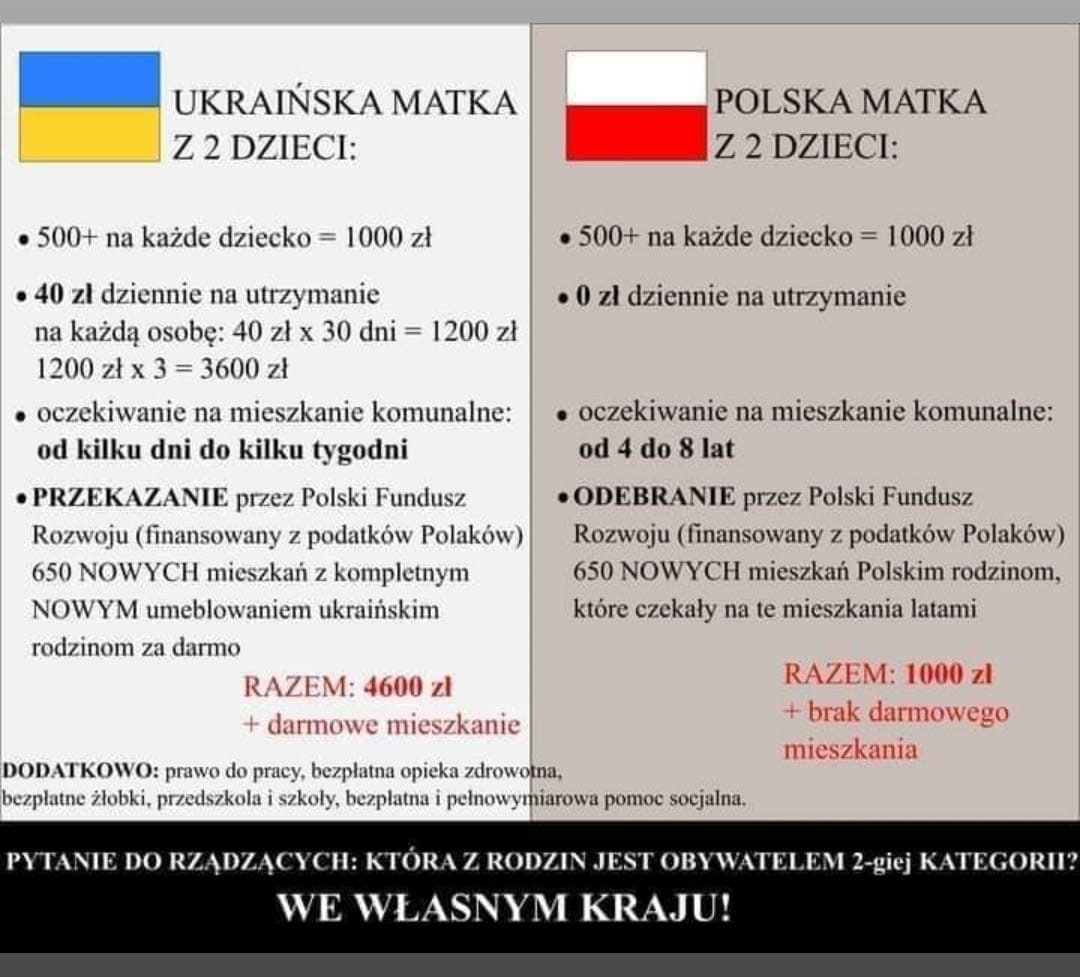 UKRAIŃSKA MATKA
Z 2 DZIECI:
• 500+ na każde dziecko = 1000 zł
• 40 zł dziennie na utrzymanie
na każdą osobę: 40 zł x 30 dni = 1200 zł
1200 zł x 3 = 3600 zł
• oczekiwanie na mieszkanie komunalne:
od kilku dni do kilku tygodni
• PRZEKAZANIE przez Polski Fundusz
Rozwoju (finansowany z podatków Polaków)
650 NOWYCH mieszkań z kompletnym
NOWYM umeblowaniem ukraińskim
rodzinom za darmo
RAZEM: 4600 zł
+ darmowe mieszkanie
POLSKA MATKA
Z 2 DZIECI:
• 500+ na każde dziecko = 1000 zł
• 0 zł dziennie na utrzymanie
• oczekiwanie na mieszkanie komunalne:
od 4 do 8 lat
• ODEBRANIE przez Polski Fundusz
Rozwoju (finansowany z podatków Polaków)
650 NOWYCH mieszkań Polskim rodzinom,
które czekały na te mieszkania latami
RAZEM: 1000 zł
+ brak darmowego
mieszkania
DODATKOWO: prawo do pracy, bezpłatna opieka zdrowotna,
bezpłatne żłobki, przedszkola i szkoły, bezpłatna i pełnowymiarowa pomoc socjalna.
PYTANIE DO RZĄDZĄCYCH: KTÓRA Z RODZIN JEST OBYWATELEM 2-giej KATEGORII?
WE WŁASNYM KRAJU!